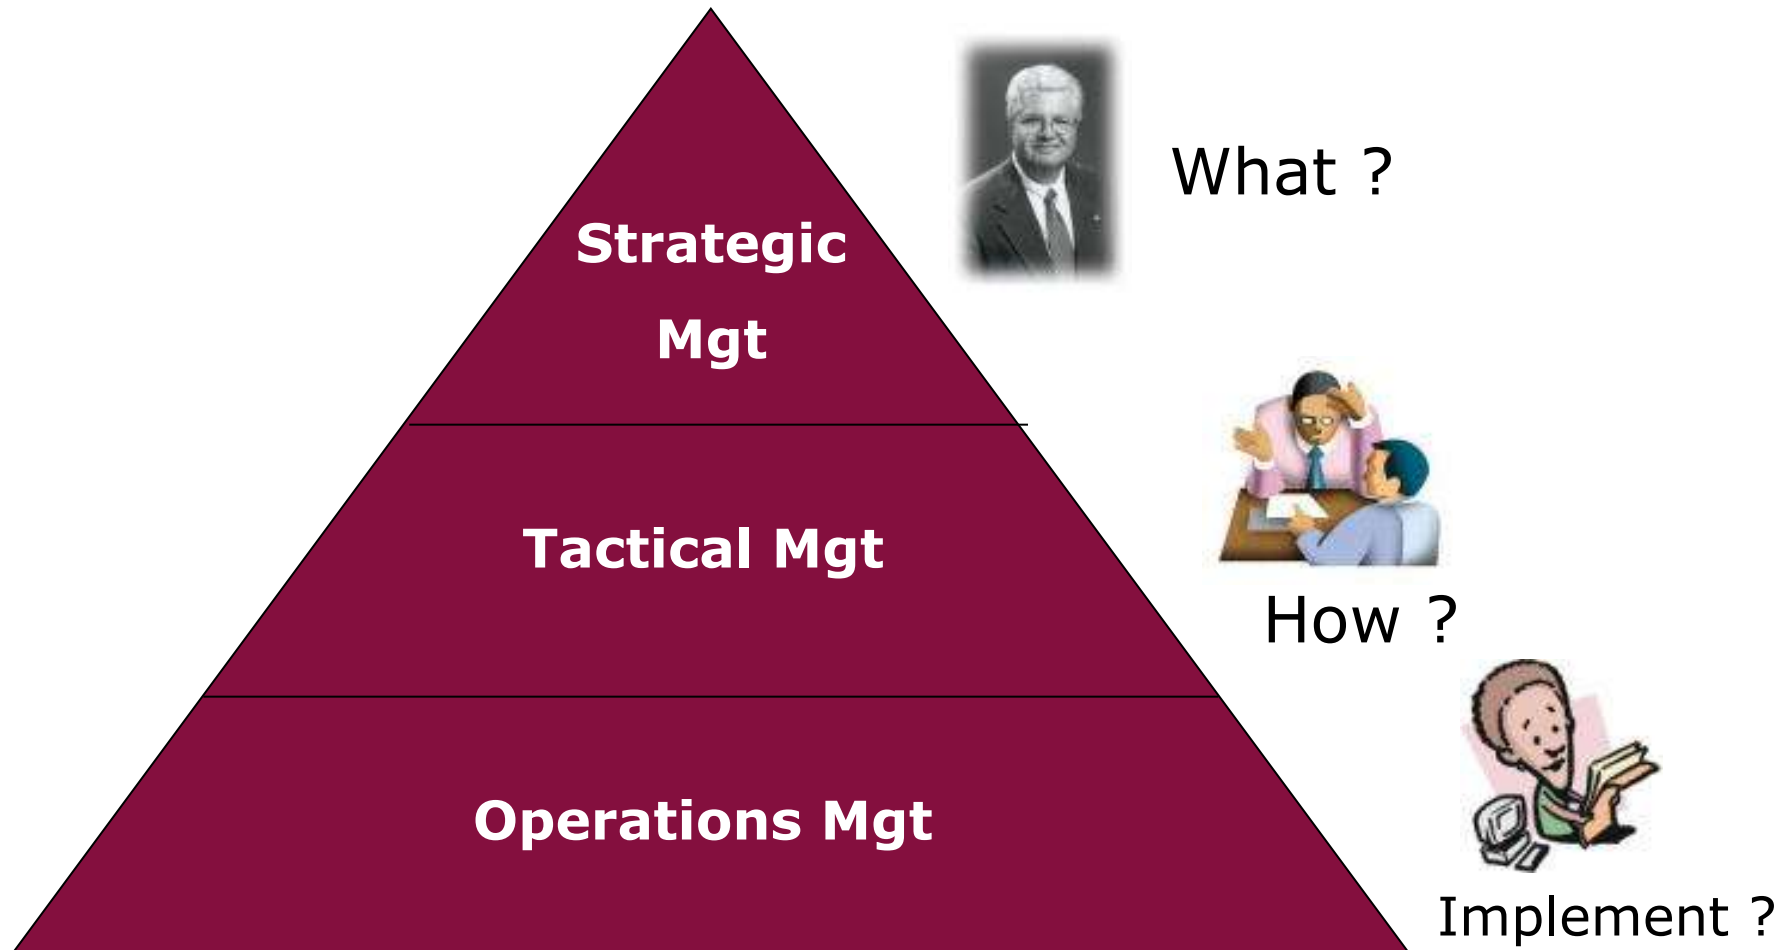 What ?
Strategic
Mgt
Tactical Mgt
How ?
Operations Mgt
Implement ?